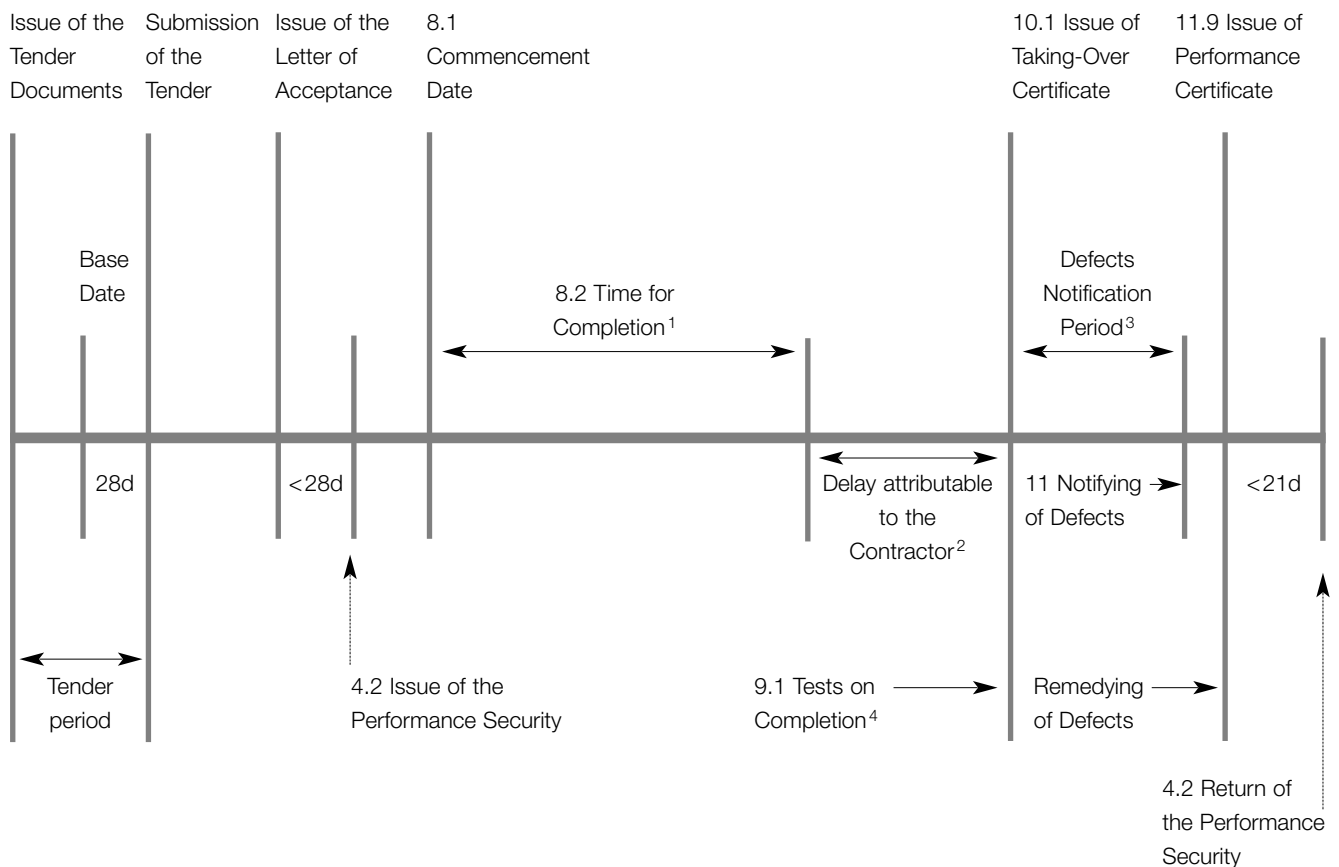 Issue of the
Tender
Documents
Submission
of the
Tender
Issue of the
Letter of
Acceptance
8.1
Commencement
Date
10.1 Issue of
Taking-Over
Certificate
11.9 Issue of
Performance
Certificate
Base
Date
8.2 Time for
Completion1
Defects
Notification
Period3
28d
<28d
Delay attributable
to the
Contractor2
11 Notifying
of Defects
<21d
Tender
period
4.2 Issue of the
Performance Security
9.1 Tests on
Completion4
Remedying
of Defects
4.2 Return of
the Performance
Security